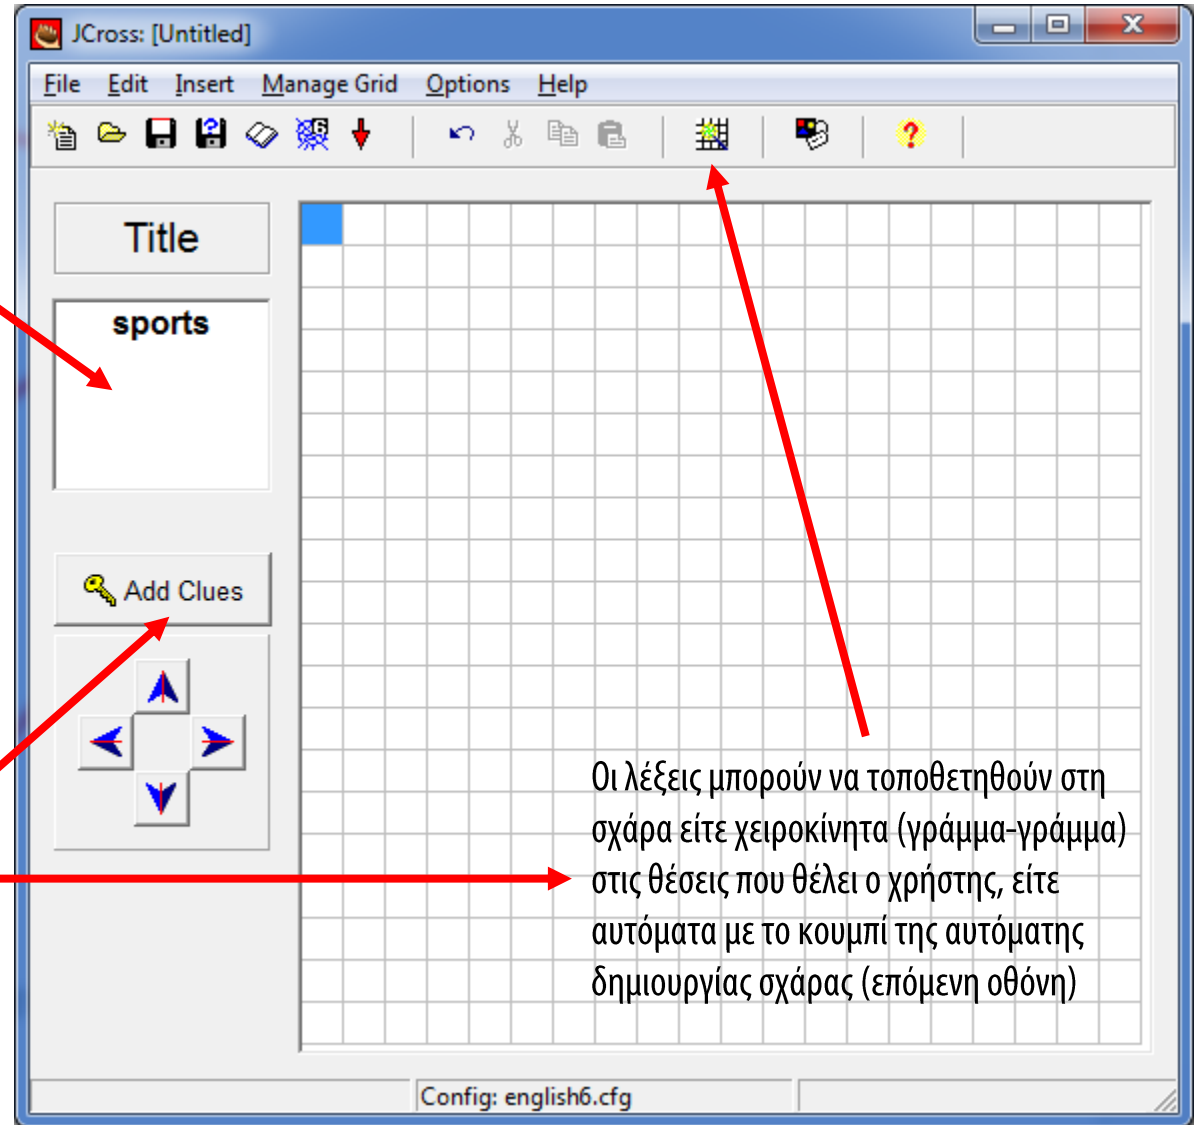 JCross: [Untitled]
File Edit Insert Manage Grid Options Help
Title
sports
Add Clues
Οι λέξεις μπορούν να τοποθετηθούν στη
σχάρα είτε χειροκίνητα (γράμμα-γράμμα)
στις θέσεις που θέλει ο χρήστης, είτε
αυτόματα με το κουμπί της αυτόματης
δημιουργίας σχάρας (επόμενη οθόνη)
Config: english6.cfg